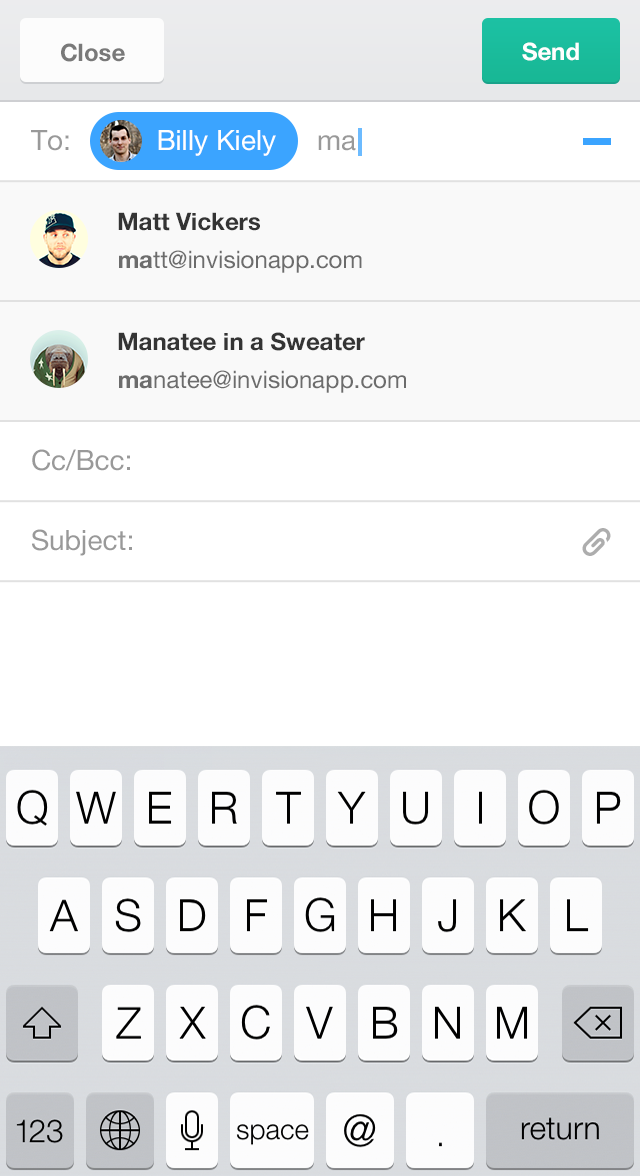 Close Send
To: Billy Kiely ma
Matt Vickers
matt@invisionapp.com
Manatee in a Sweater
manatee@invisionapp.com
Cc/Bcc:
Subject:
Q W E R T Y U I O P
A S D F G H J K L
Z X C V B N M
123 space @ . return